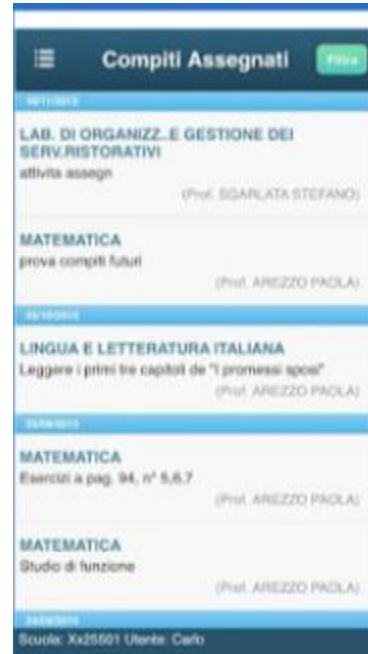 Compiti Assegnati
Filtra
LAB. DI ORGANIZZ..E GESTIONE DEI
SERV.RISTORATIVI
attivita assegn
(Prof. SGARLATA STEFANO)
MATEMATICA
prova compiti futuri
(Prof. AREZZO PAOLA)
LINGUA E LETTERATURA ITALIANA
Leggere i primi tre capitoli de "I promessi sposi"
(Prof. AREZZO PAOLA)
MATEMATICA
Esercizi a pag. 94, n° 5,6,7
(Prof. AREZZO PAOLA)
MATEMATICA
Studio di funzione
(Prof. AREZZO PAOLA)
Scuola: Xx25501 Utente: Carlo